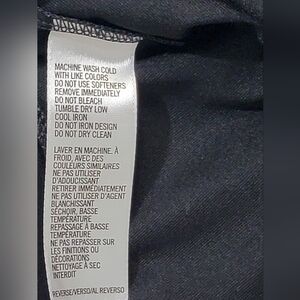 MACHINE WASH COLD
WITH LIKE COLORS
DO NOT USE SOFTENERS
REMOVE IMMEDIATELY
DO NOT BLEACH
TUMBLE DRY LOW
COOL IRON
DO NOT IRON DESIGN
DO NOT DRY CLEAN
LAVER EN MACHINE, À
FROID, AVEC DES
COULEURS SIMILAIRES
NE PAS UTILISER
D'ADOUCISSANT
RETIRER IMMÉDIATEMENT
NE PAS UTILISER D'AGENT
BLANCHISSANT
SÉCHOIR, BASSE
TEMPÉRATURE
REPASSAGE À BASSE
TEMPÉRATURE
NE PAS REPASSER SUR
LES FINITIONS OU
DÉCORATIONS
NETTOYAGE À SEC
INTERDIT
REVERSE/VERSO/AL REVERSO